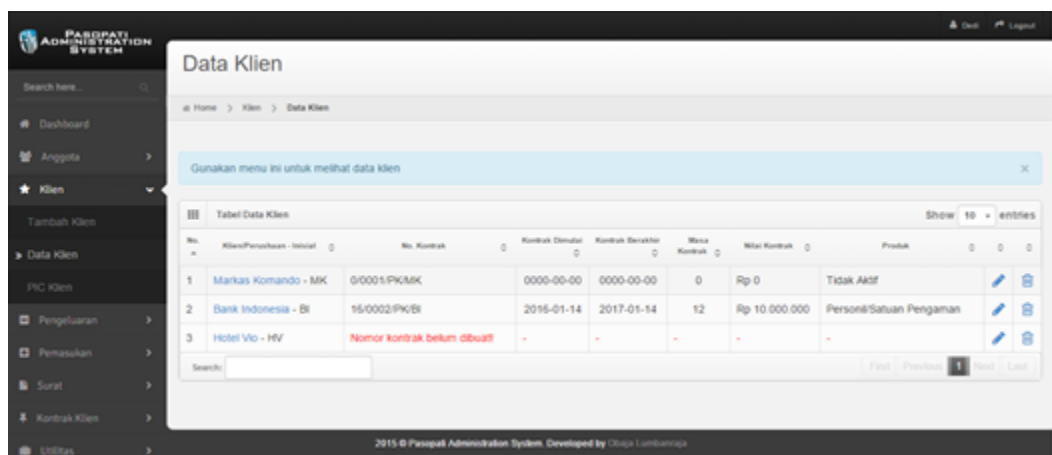 PASOPATI
ADMINISTRATION
SYSTEM
Dedi Logout
Search here...
Dashboard
Anggota
Klien
Tambah Klien
Data Klien
PIC Klien
Pengeluaran
Pemasukan
Surat
Kontrak Klien
Utilitas
Data Klien
Home > Klien > Data Klien
Gunakan menu ini untuk melihat data klien ×
Tabel Data Klien Show 10 entries
No. Klien/Perusahaan - Inisial No. Kontrak Kontrak Dimulai Kontrak Berakhir Masa Kontrak Nilai Kontrak Produk
1 Markas Komando - MK 0/0001/PK/MK 0000-00-00 0000-00-00 0 Rp 0 Tidak Aktif
2 Bank Indonesia - BI 16/0002/PK/BI 2016-01-14 2017-01-14 12 Rp 10.000.000 Personil/Satuan Pengaman
3 Hotel Vio - HV Nomor kontrak belum dibuat! - - - - -
Search: First Previous 1 Next Last
2015 © Pasopati Administration System. Developed by Obaja Lumbanraja